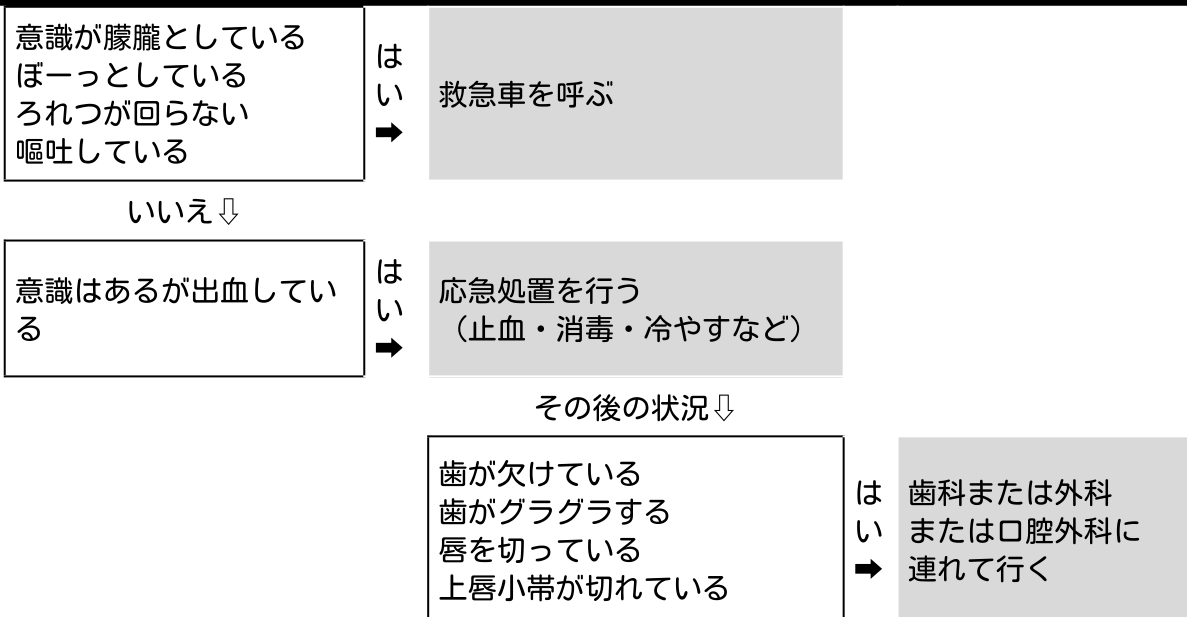 意識が朦朧としている
ぼーっとしている
ろれつが回らない
嘔吐している
はい➡
救急車を呼ぶ
いいえ⇩
意識はあるが出血してい
る
はい➡
応急処置を行う
（止血・消毒・冷やすなど）
その後の状況⇩
歯が欠けている
歯がグラグラする
唇を切っている
上唇小帯が切れている
はい➡
歯科または外科
または口腔外科に
連れて行く